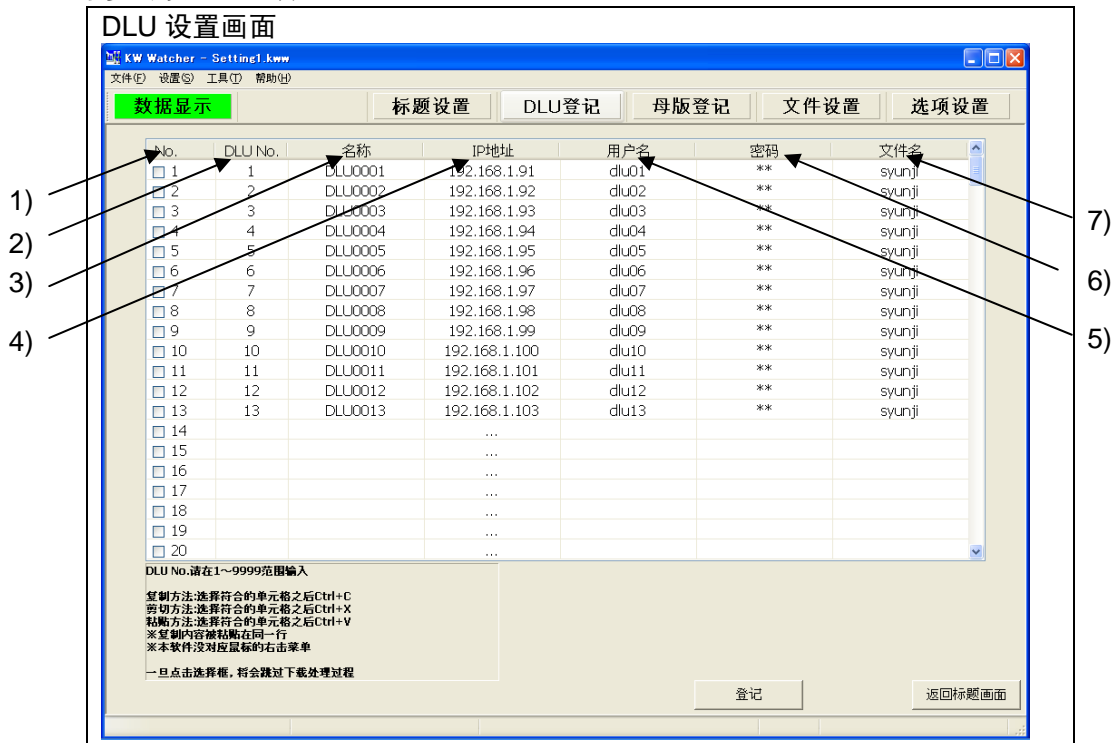 DLU 设置画面
KW Watcher - Setting1.kww
文件(F) 设置(S) 工具(T) 帮助(H)
数据显示 标题设置 DLU登记 母版登记 文件设置 选项设置
No. DLU No. 名称 IP地址 用户名 密码 文件名
1 1 DLU0001 192.168.1.91 dlu01 ** syunji
2 2 DLU0002 192.168.1.92 dlu02 ** syunji
3 3 DLU0003 192.168.1.93 dlu03 ** syunji
4 4 DLU0004 192.168.1.94 dlu04 ** syunji
5 5 DLU0005 192.168.1.95 dlu05 ** syunji
6 6 DLU0006 192.168.1.96 dlu06 ** syunji
7 7 DLU0007 192.168.1.97 dlu07 ** syunji
8 8 DLU0008 192.168.1.98 dlu08 ** syunji
9 9 DLU0009 192.168.1.99 dlu09 ** syunji
10 10 DLU0010 192.168.1.100 dlu10 ** syunji
11 11 DLU0011 192.168.1.101 dlu11 ** syunji
12 12 DLU0012 192.168.1.102 dlu12 ** syunji
13 13 DLU0013 192.168.1.103 dlu13 ** syunji
14 ...
15 ...
16 ...
17 ...
18 ...
19 ...
20 ...
DLU No.请在1～9999范围输入
复制方法:选择符合的单元格之后Ctrl+C
剪切方法:选择符合的单元格之后Ctrl+X
粘贴方法:选择符合的单元格之后Ctrl+V
※复制内容被粘贴在同一行
※本软件没对应鼠标的右击菜单
一旦点击选择框，将会跳过下载处理过程
登记 返回标题画面
1)
2)
3)
4)
7)
6)
5)